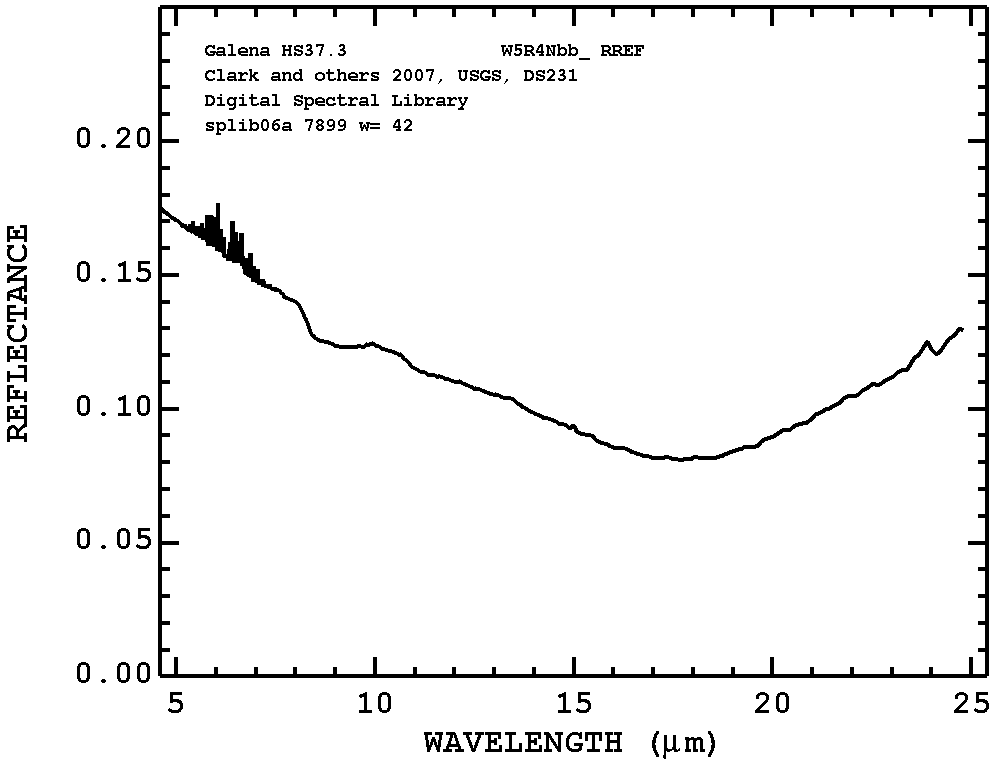 Galena HS37.3 W5R4Nbb_ RREF
Clark and others 2007, USGS, DS231
Digital Spectral Library
splib06a 7899 w= 42
0.20
0.15
0.10
0.05
0.00
REFLECTANCE
5 10 15 20 25
WAVELENGTH (μm)